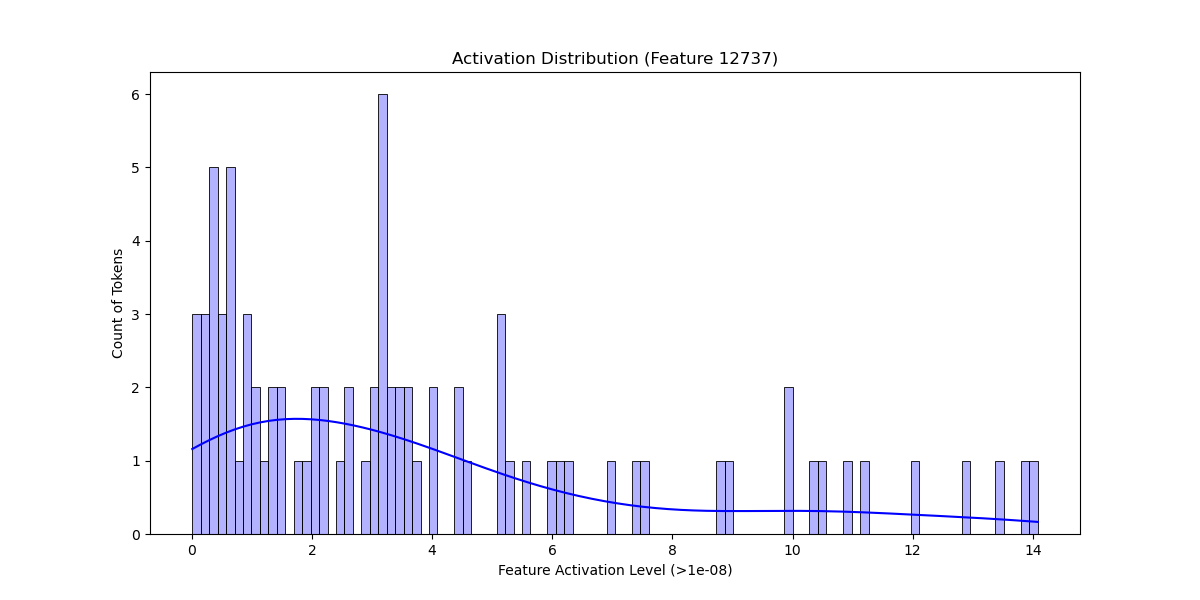 Activation Distribution (Feature 12737)
Count of Tokens
6
5
4
3
2
1
0
0 2 4 6 8 10 12 14
Feature Activation Level (>1e-08)